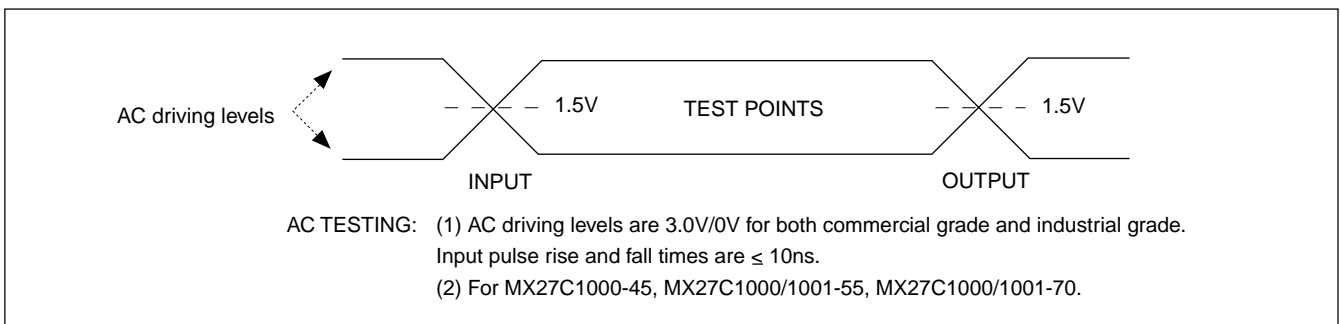 AC driving levels
1.5V
TEST POINTS
1.5V
INPUT
OUTPUT
AC TESTING: (1) AC driving levels are 3.0V/0V for both commercial grade and industrial grade.
Input pulse rise and fall times are ≤ 10ns.
(2) For MX27C1000-45, MX27C1000/1001-55, MX27C1000/1001-70.